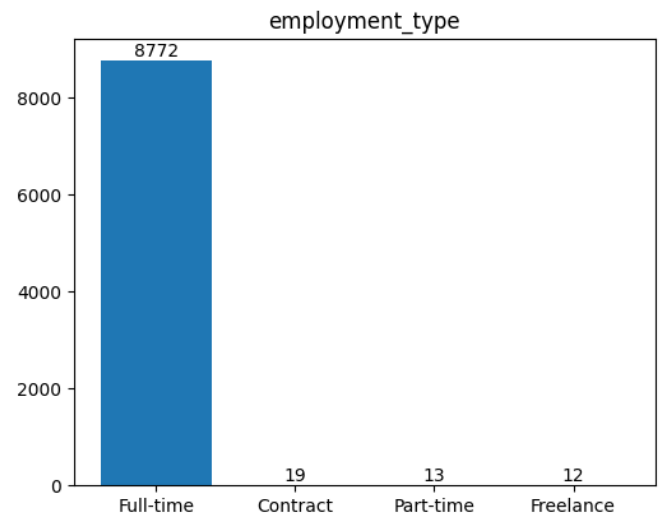 employment_type
8772
8000
6000
4000
2000
0
19
13
12
Full-time
Contract
Part-time
Freelance